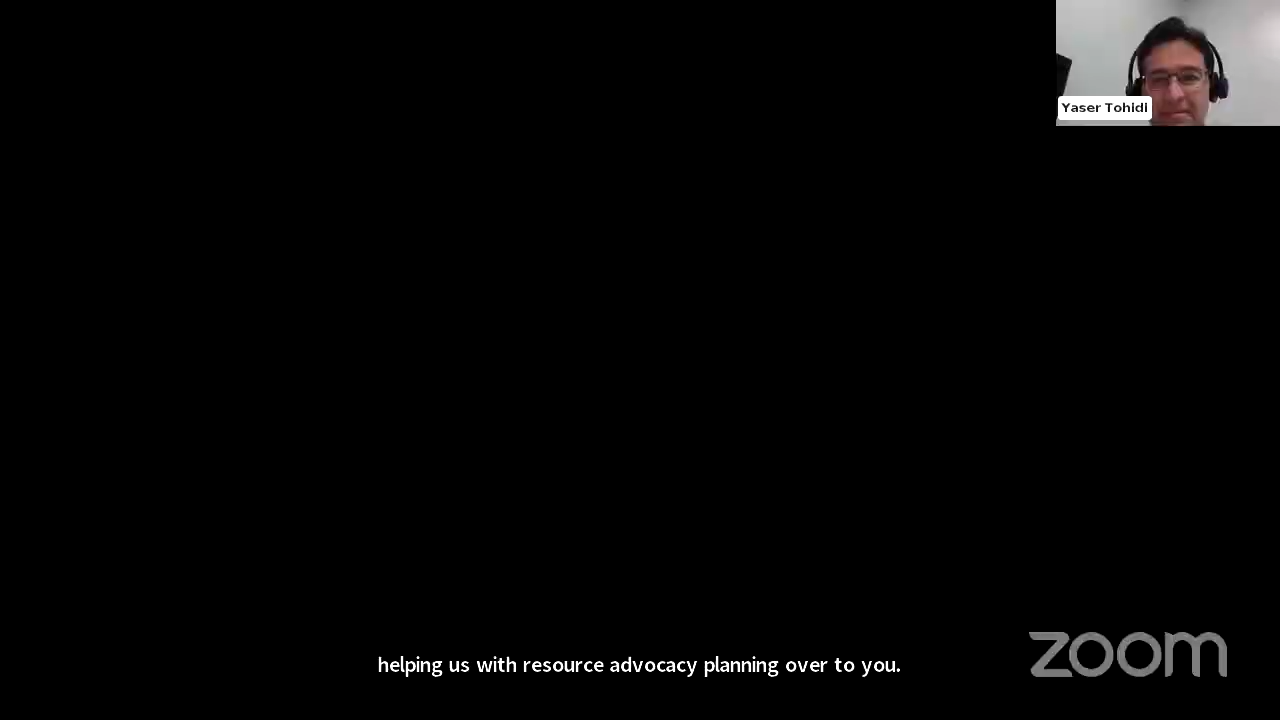 Yaser Tohidi
helping us with resource advocacy planning over to you.
zoom